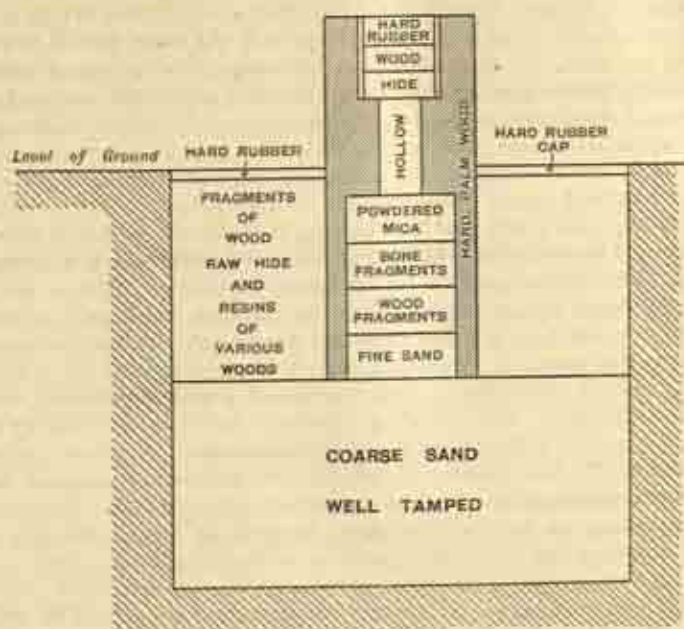 HARD
RUBBER
WOOD
HIDE
HOLLOW
HARD PALM WOOD
Level of Ground
HARD RUBBER
HARD RUBBER
CAP
FRAGMENTS
OF
WOOD
RAW HIDE
AND
RESINS
OF
VARIOUS
WOODS
POWDERED
MICA
BONE
FRAGMENTS
WOOD
FRAGMENTS
FINE SAND
COARSE SAND
WELL TAMPED